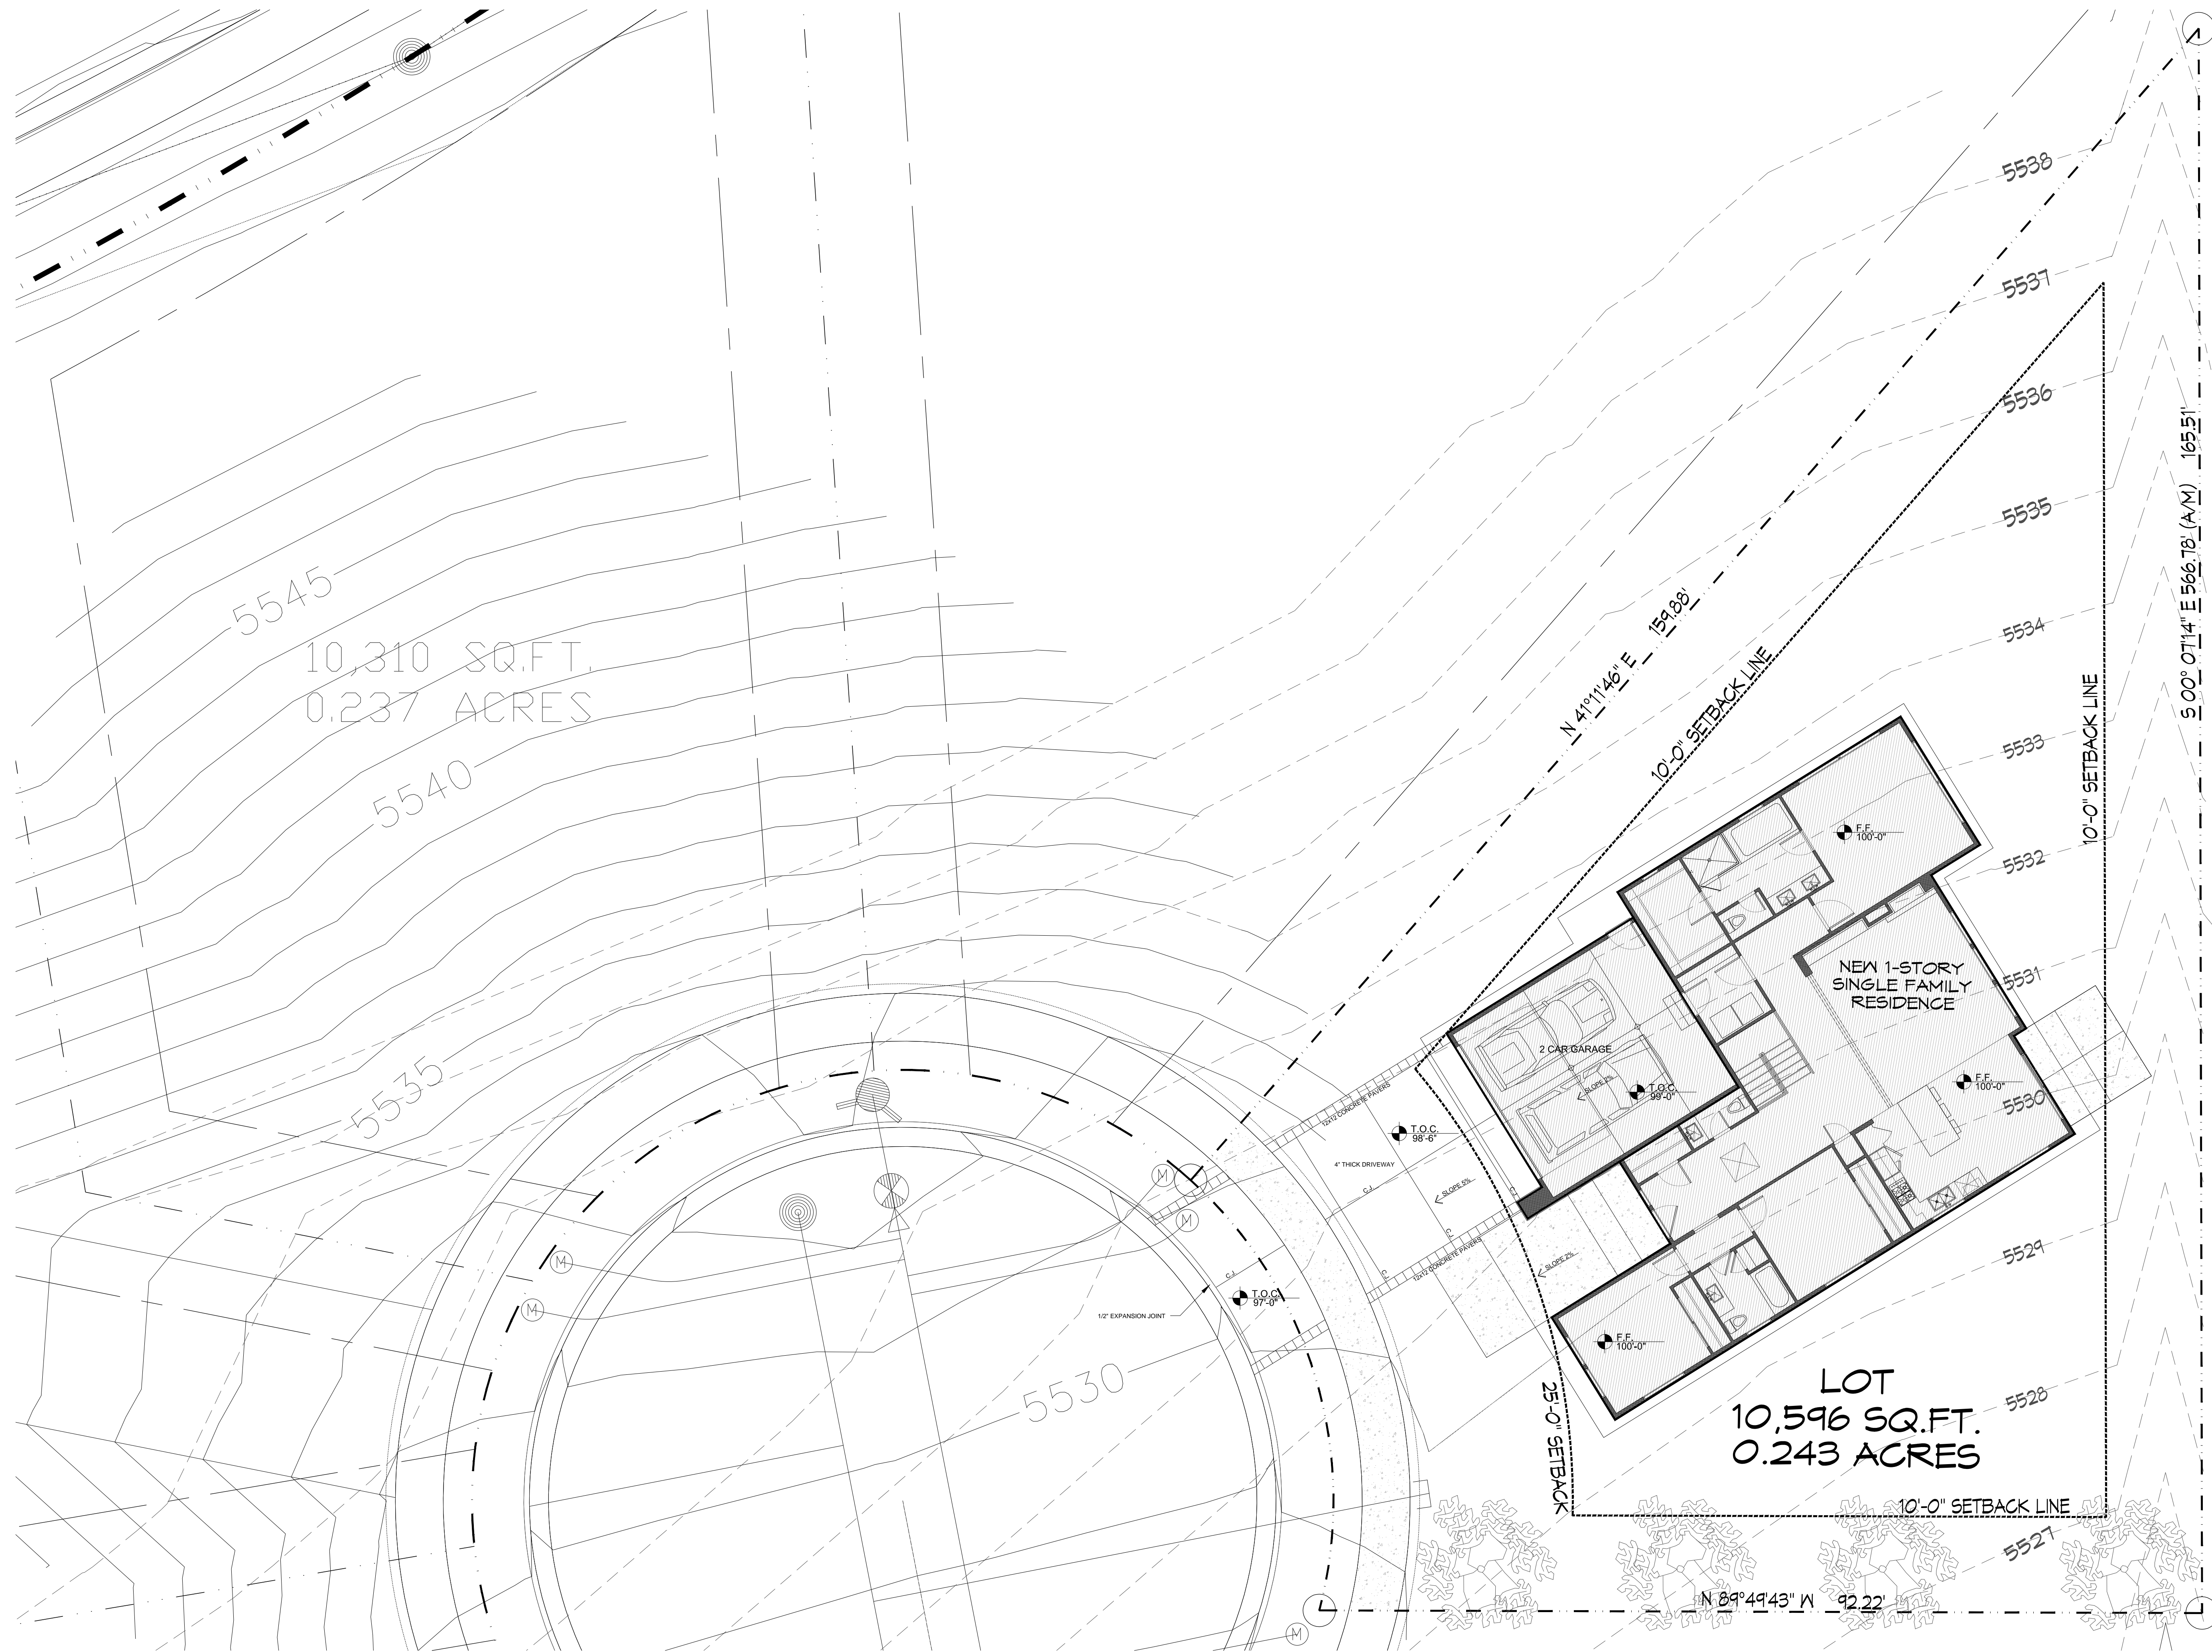 5538
5537
5536
5535
5534
5533
5532
5531
5530
5529
5528
5527
S 00° 07'14" E 566.78' (A/M) 165.51'
10'-0" SETBACK LINE
N 41°11'46" E 159.88'
10'-0" SETBACK LINE
5545
10,310 SQ.FT.
0.237 ACRES
5540
5535
5530
F.F.
100'-0"
NEW 1-STORY
SINGLE FAMILY
RESIDENCE
2 CAR GARAGE
SLOPE 2%
T.O.C.
99'-0"
F.F.
100'-0"
12x12 CONCRETE PAVERS
T.O.C.
98'-6"
4" THICK DRIVEWAY
C.J.
SLOPE 5%
C.J.
C.J.
C.J.
12x12 CONCRETE PAVERS
SLOPE 2%
M
M
M
M
M
C.J.
T.O.C.
97'-0"
1/2" EXPANSION JOINT
F.F.
100'-0"
25'-0" SETBACK
LOT
10,596 SQ.FT.
0.243 ACRES
10'-0" SETBACK LINE
N 89°49'43" W 92.22'